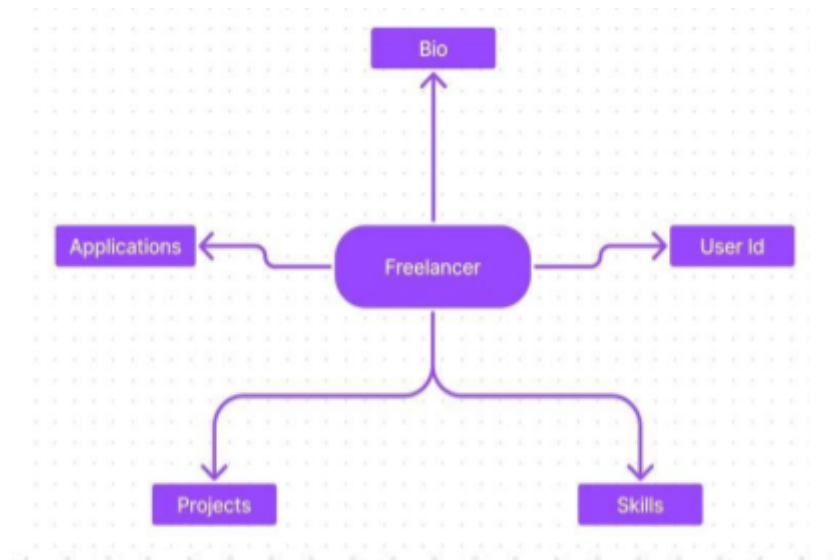 Bio
Applications
Freelancer
User Id
Projects
Skills